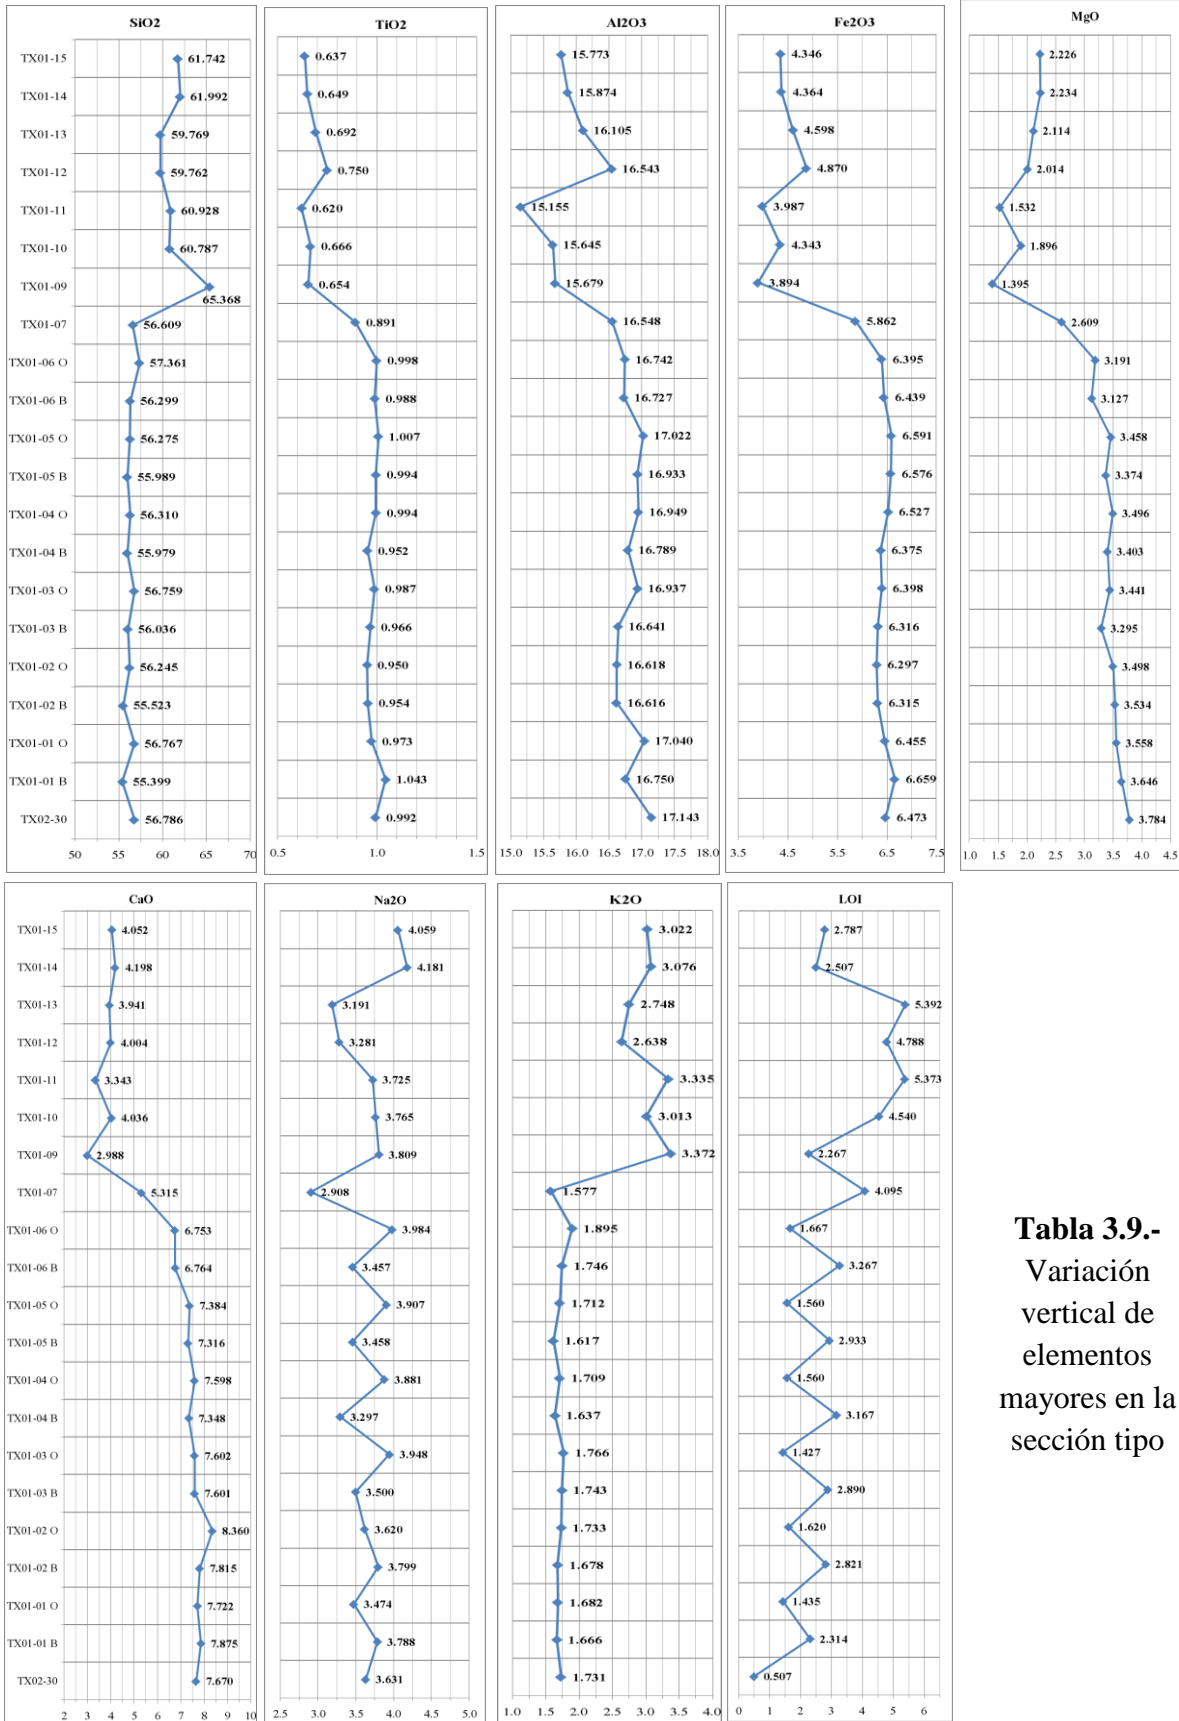 SiO2
TX01-15
TX01-14
TX01-13
TX01-12
TX01-11
TX01-10
TX01-09
TX01-07
TX01-06 O
TX01-06 B
TX01-05 O
TX01-05 B
TX01-04 O
TX01-04 B
TX01-03 O
TX01-03 B
TX01-02 O
TX01-02 B
TX01-01 O
TX01-01 B
TX02-30
61.742
61.992
59.769
59.762
60.928
60.787
65.368
56.609
57.361
56.299
56.275
55.989
56.310
55.979
56.759
56.036
56.245
55.523
56.767
55.399
56.786
50 55 60 65 70
TiO2
0.637
0.649
0.692
0.750
0.620
0.666
0.654
0.891
0.998
0.988
1.007
0.994
0.994
0.952
0.987
0.966
0.950
0.954
0.973
1.043
0.992
0.5 1.0 1.5
Al2O3
15.773
15.874
16.105
16.543
15.155
15.645
15.679
16.548
16.742
16.727
17.022
16.933
16.949
16.789
16.937
16.641
16.618
16.616
17.040
16.750
17.143
15.0 15.5 16.0 16.5 17.0 17.5 18.0
Fe2O3
4.346
4.364
4.598
4.870
3.987
4.343
3.894
5.862
6.395
6.439
6.591
6.576
6.527
6.375
6.398
6.316
6.297
6.315
6.455
6.659
6.473
3.5 4.5 5.5 6.5 7.5
MgO
2.226
2.234
2.114
2.014
1.532
1.896
1.395
2.609
3.191
3.127
3.458
3.374
3.496
3.403
3.441
3.295
3.498
3.534
3.558
3.646
3.784
1.0 1.5 2.0 2.5 3.0 3.5 4.0 4.5
CaO
TX01-15
TX01-14
TX01-13
TX01-12
TX01-11
TX01-10
TX01-09
TX01-07
TX01-06 O
TX01-06 B
TX01-05 O
TX01-05 B
TX01-04 O
TX01-04 B
TX01-03 O
TX01-03 B
TX01-02 O
TX01-02 B
TX01-01 O
TX01-01 B
TX02-30
4.052
4.198
3.941
4.004
3.343
4.036
2.988
5.315
6.753
6.764
7.384
7.316
7.598
7.348
7.602
7.601
8.360
7.815
7.722
7.875
7.670
2 3 4 5 6 7 8 9 10
Na2O
4.059
4.181
3.191
3.281
3.725
3.765
3.809
2.908
3.984
3.457
3.907
3.458
3.881
3.297
3.948
3.500
3.620
3.799
3.474
3.788
3.631
2.5 3.0 3.5 4.0 4.5 5.0
K2O
3.022
3.076
2.748
2.638
3.335
3.013
3.372
1.577
1.895
1.746
1.712
1.617
1.709
1.637
1.766
1.743
1.733
1.678
1.682
1.666
1.731
1.0 1.5 2.0 2.5 3.0 3.5 4.0
LOI
2.787
2.507
5.392
4.788
5.373
4.540
2.267
4.095
1.667
3.267
1.560
2.933
1.560
3.167
1.427
2.890
1.620
2.821
1.435
2.314
0.507
0 1 2 3 4 5 6
Tabla 3.9.-
Variación
vertical de
elementos
mayores en la
sección tipo